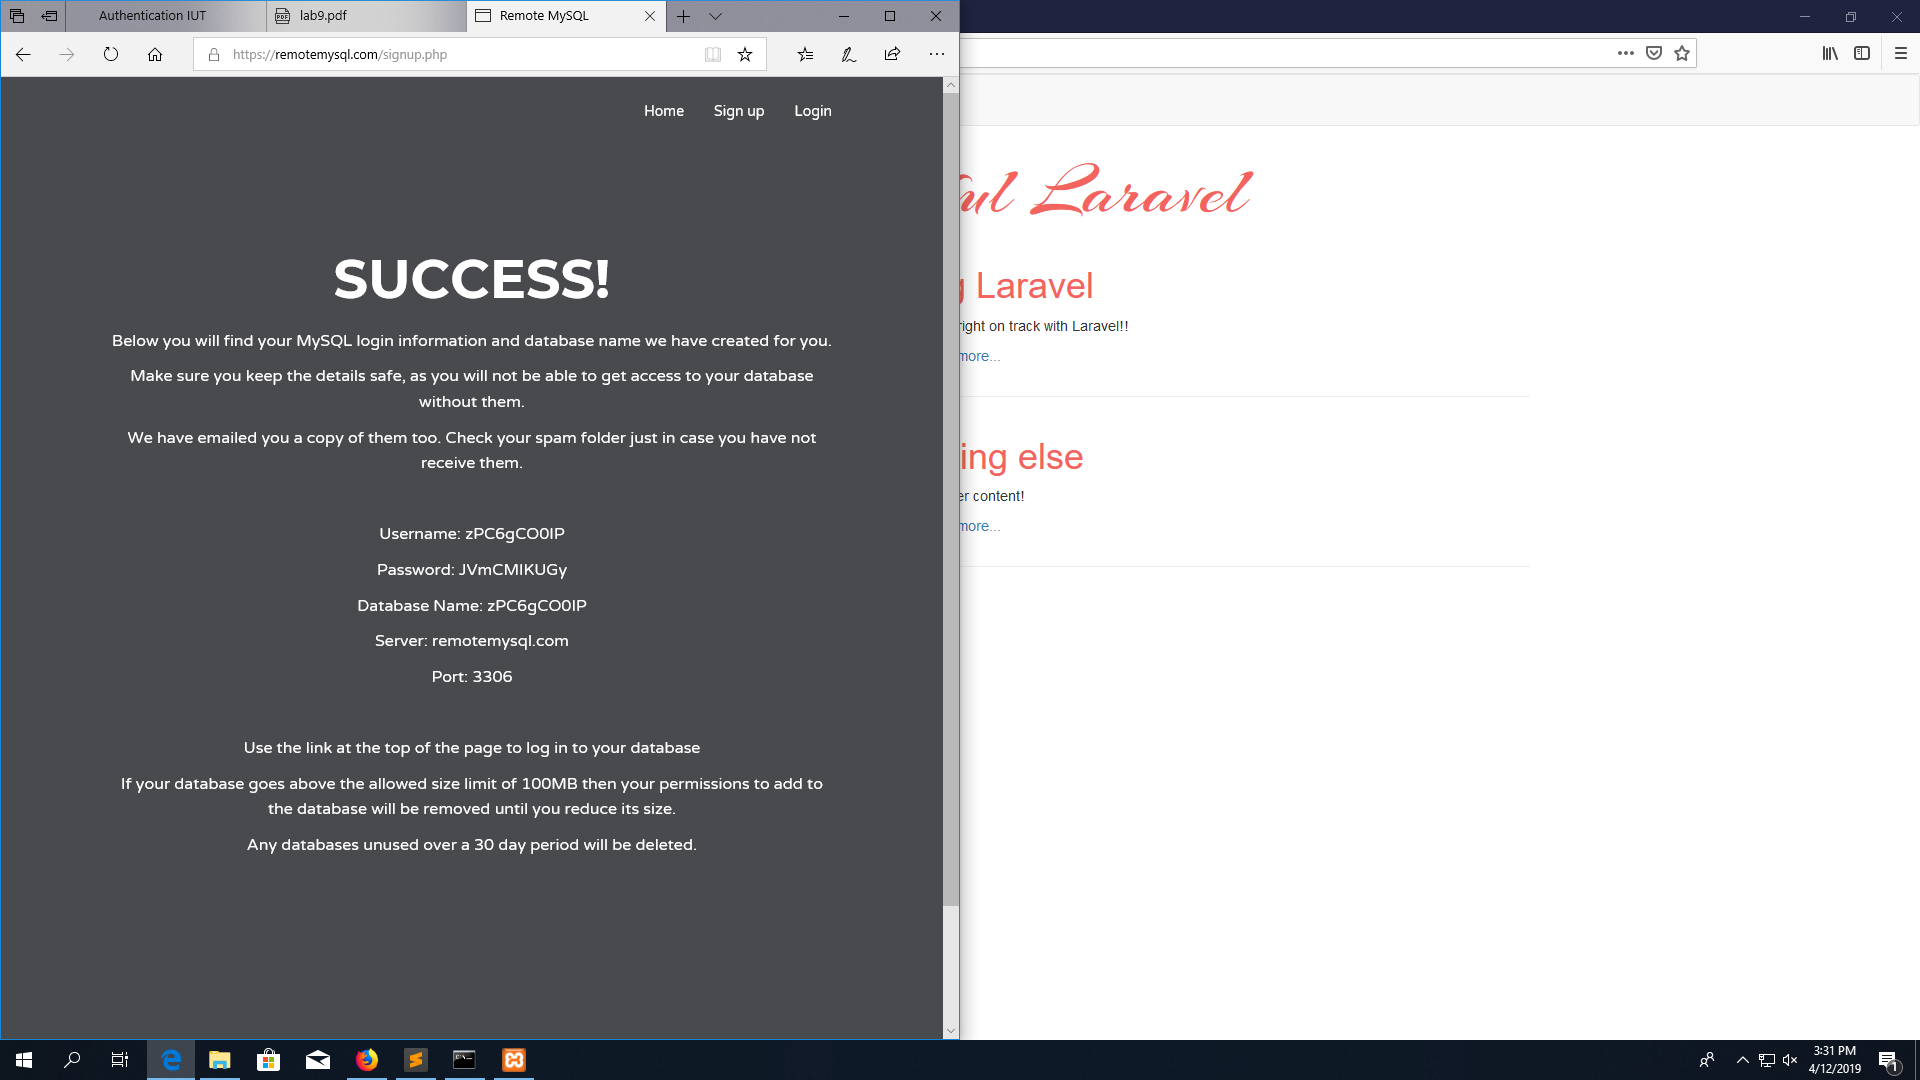 Authentication IUT
lab9.pdf
Remote MySQL
https://remotemysql.com/signup.php
Home
Sign up
Login
SUCCESS!
Below you will find your MySQL login information and database name we have created for you.
Make sure you keep the details safe, as you will not be able to get access to your database
without them.
We have emailed you a copy of them too. Check your spam folder just in case you have not
receive them.
Username: zPC6gCO0IP
Password: JVmCMIKUGy
Database Name: zPC6gCO0IP
Server: remotemysql.com
Port: 3306
Use the link at the top of the page to log in to your database
If your database goes above the allowed size limit of 100MB then your permissions to add to
the database will be removed until you reduce its size.
Any databases unused over a 30 day period will be deleted.
ful Laravel
g Laravel
right on track with Laravel!!
more...
ing else
er content!
more...
3:31 PM
4/12/2019
1